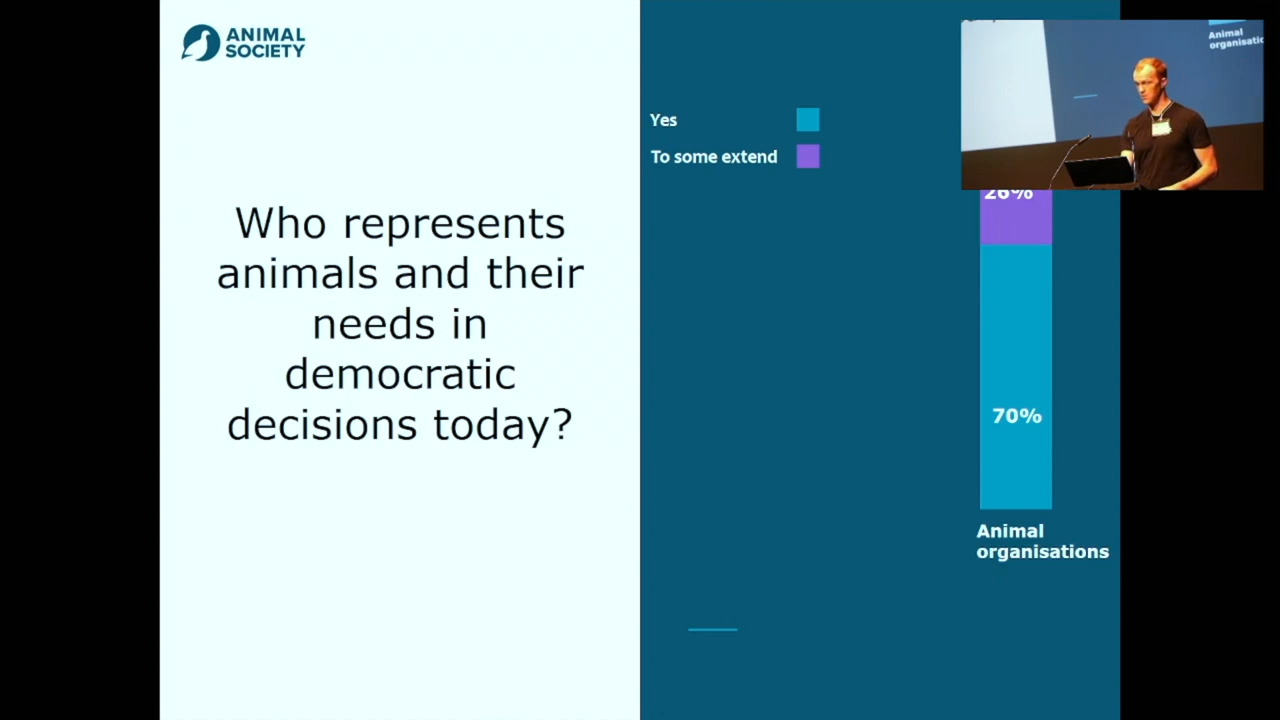 ANIMAL
SOCIETY
Who represents
animals and their
needs in
democratic
decisions today?
Yes
To some extend
26%
70%
Animal
organisations
Animal